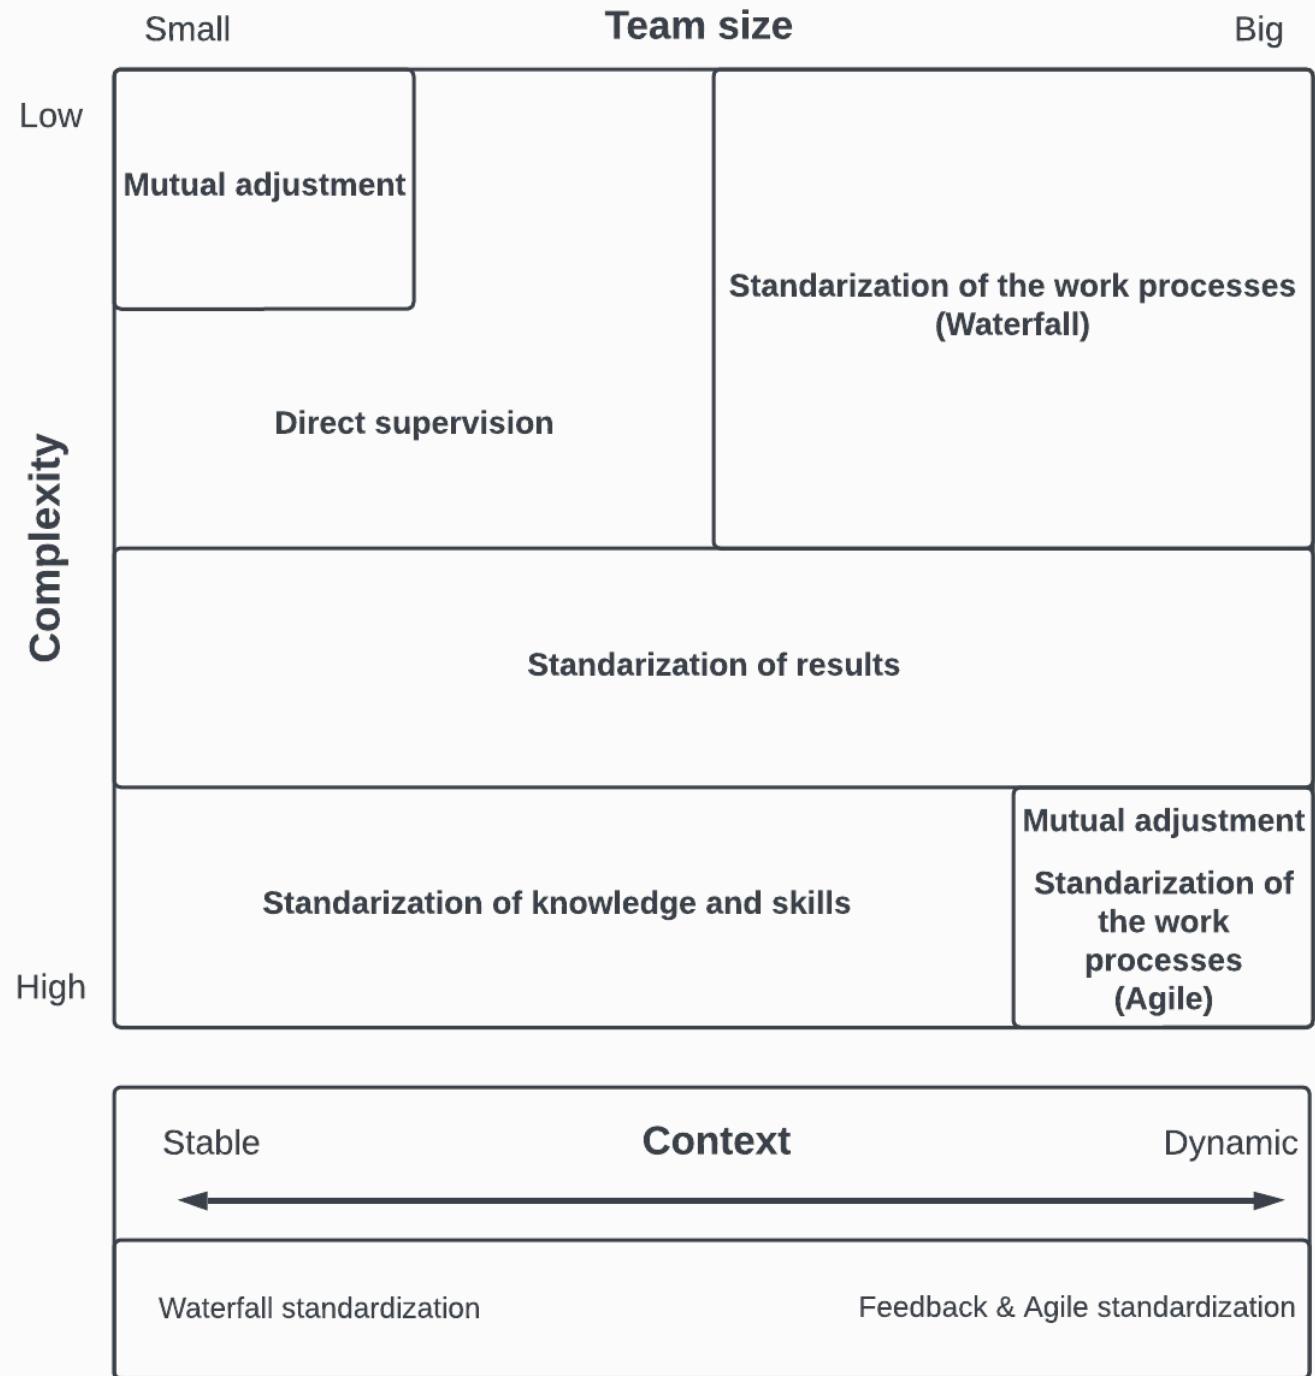 Small Team size Big
Low
Mutual adjustment
Standarization of the work processes
(Waterfall)
Direct supervision
Complexity
Standarization of results
Mutual adjustment
Standarization of
the work
processes
(Agile)
Standarization of knowledge and skills
High
Stable Context Dynamic
Waterfall standardization Feedback & Agile standardization